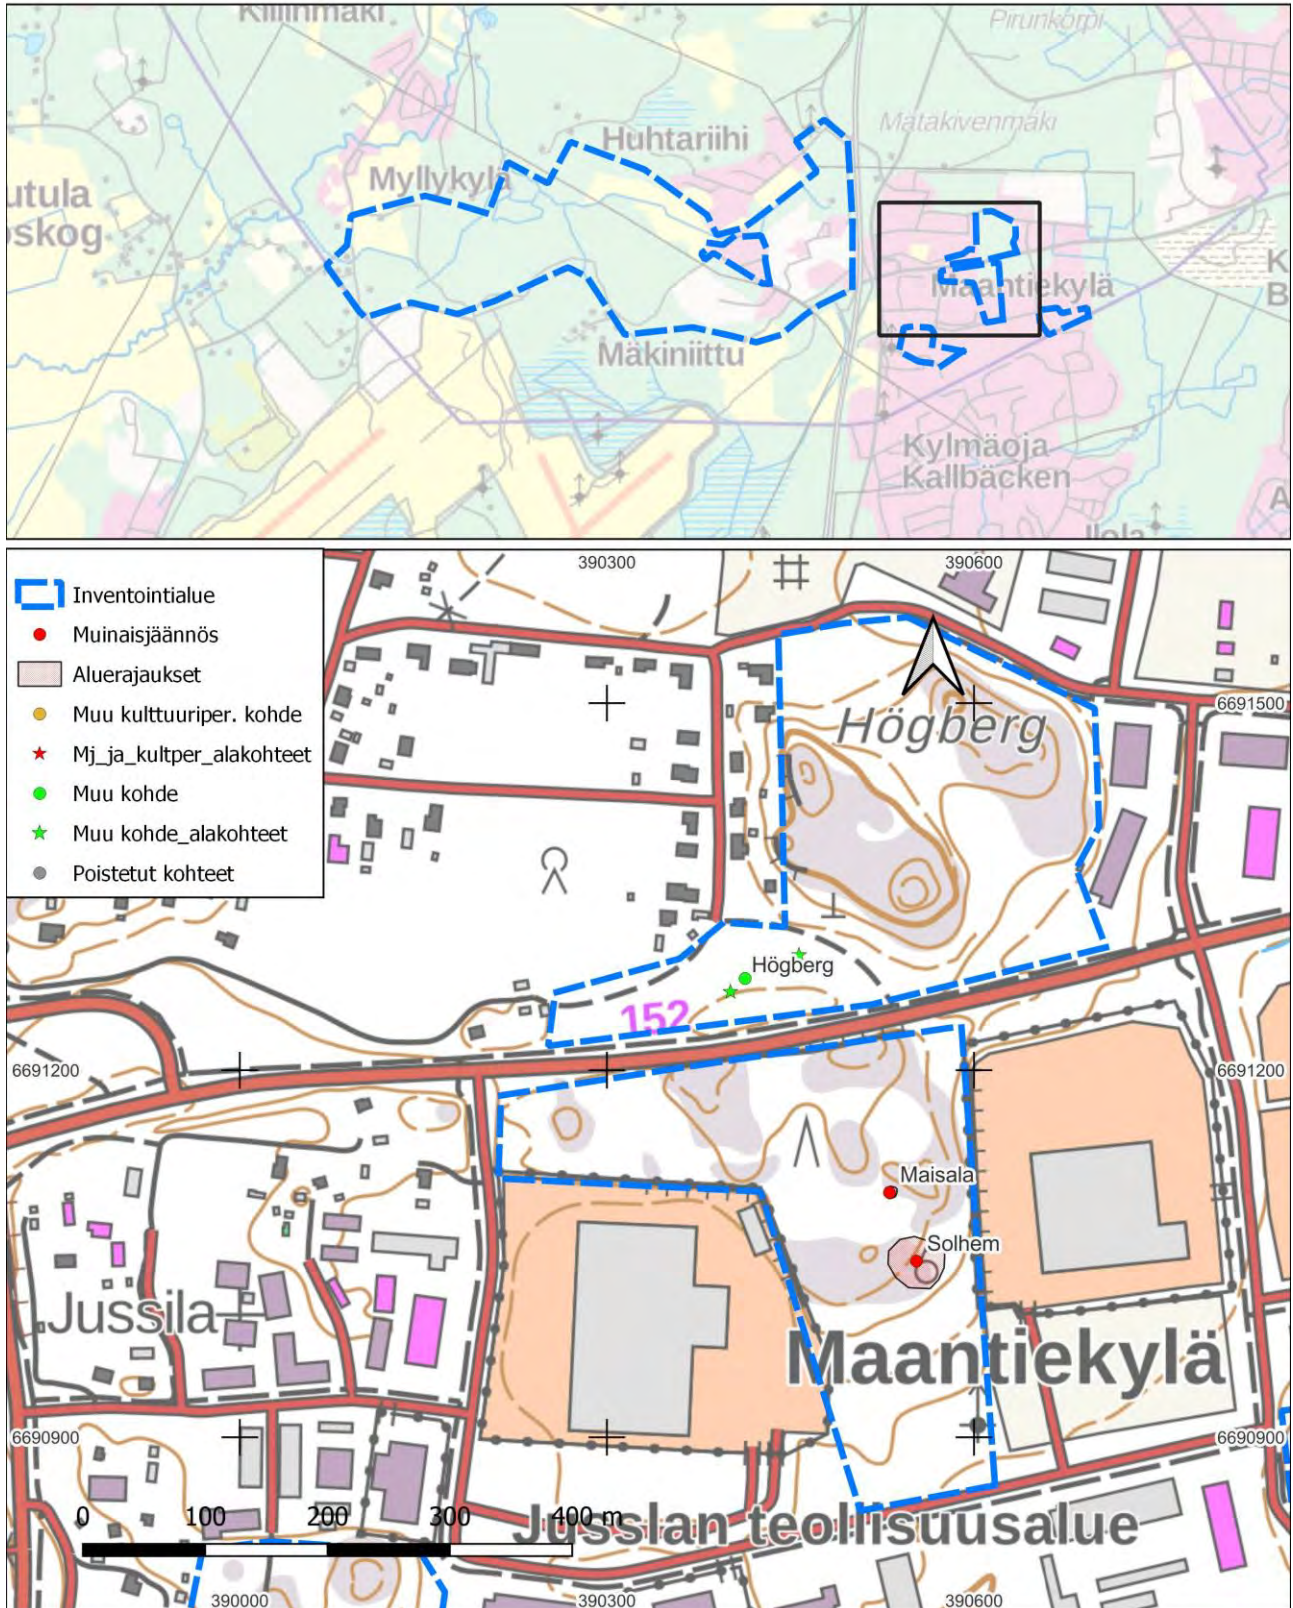 Kiilinmäki
Pirunkorpi
Huhtariihi
Matakivenmäki
Myllykylä
utula
oskog
Maantiekylä
K
B
Mäkiniittu
Kylmäoja
Kallbäcken
A
Ilola
Inventointialue
Muinaisjäännös
Aluerajaukset
Muu kulttuuriper. kohde
Mj_ja_kultper_alakohteet
Muu kohde
Muu kohde_alakohteet
Poistetut kohteet
390300
390600
6691500
Högberg
Högberg
152
6691200
6691200
Maisala
Solhem
Jussila
Maantiekylä
6690900
6690900
0 100 200 300 400 m
Jusslan teollisuusalue
390000
390300
390600